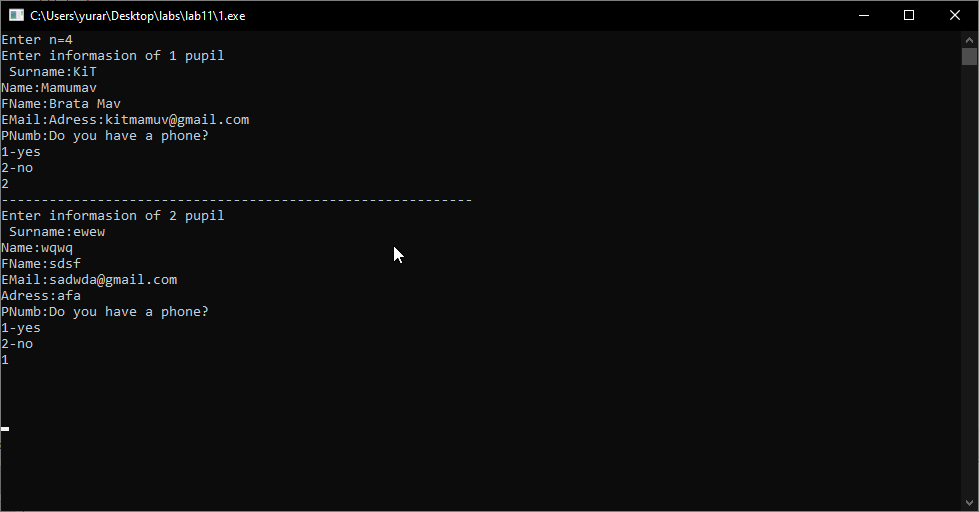 C:\Users\yurar\Desktop\labs\lab11\1.exe
Enter n=4
Enter informasion of 1 pupil
 Surname:KiT
Name:Mamumav
FName:Brata Mav
EMail:Adress:kitmamuv@gmail.com
PNumb:Do you have a phone?
1-yes
2-no
2
-----------------------------------------------------------
Enter informasion of 2 pupil
 Surname:ewew
Name:wqwq
FName:sdsf
EMail:sadwda@gmail.com
Adress:afa
PNumb:Do you have a phone?
1-yes
2-no
1